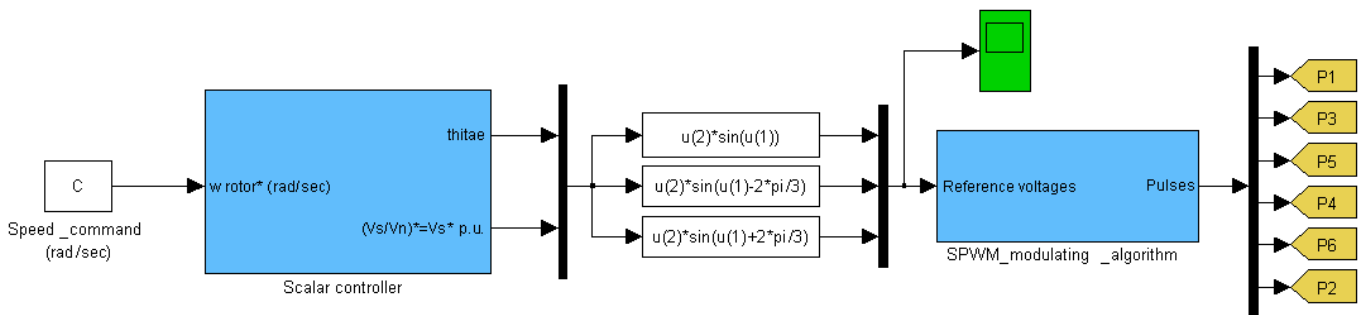 C
Speed _command
(rad/sec)
w rotor* (rad/sec)
thitae
(Vs/Vn)*=Vs* p.u.
Scalar controller
u(2)*sin(u(1))
u(2)*sin(u(1)-2*pi/3)
u(2)*sin(u(1)+2*pi/3)
Reference voltages
Pulses
SPWM_modulating _algorithm
P1
P3
P5
P4
P6
P2